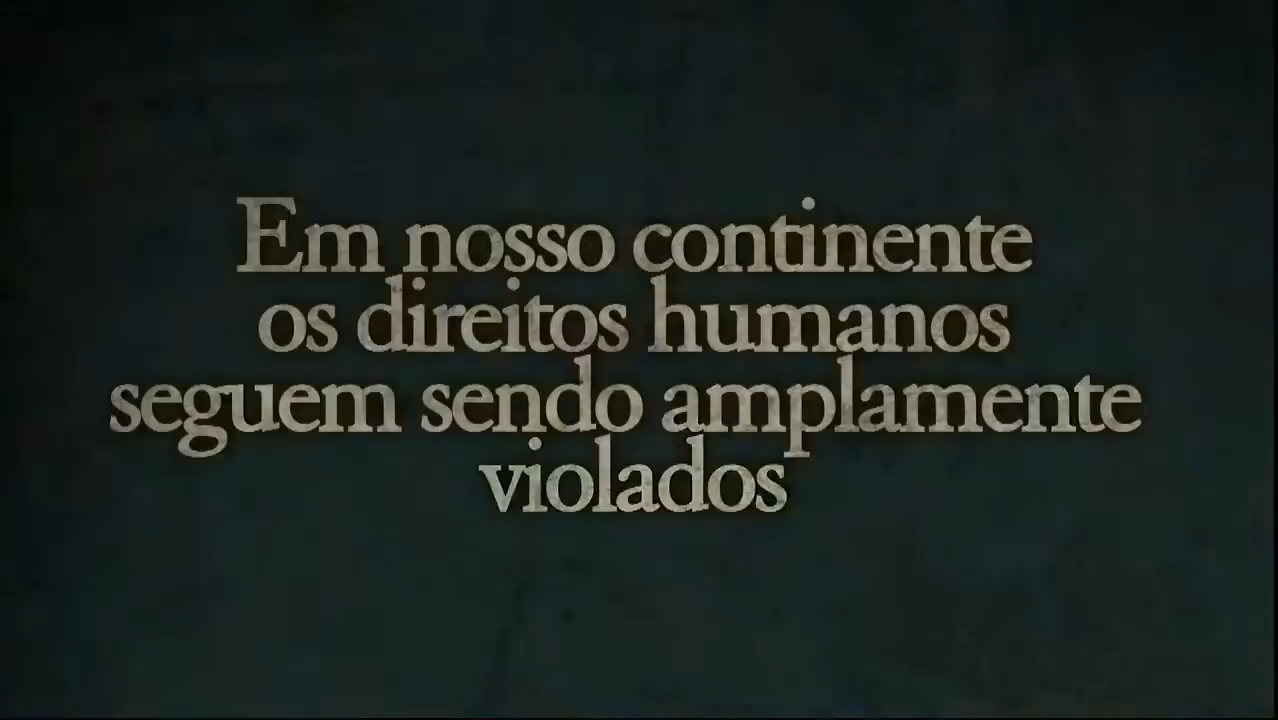 Em nosso continente
os direitos humanos
seguem sendo amplamente
violados